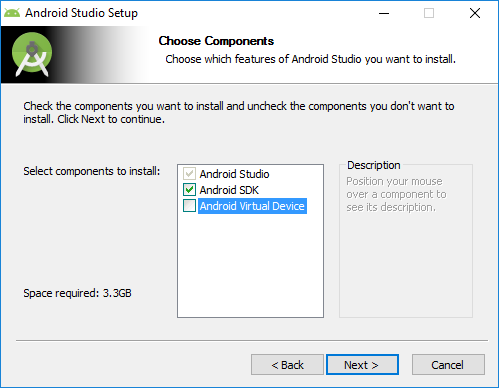 Android Studio Setup
Choose Components
Choose which features of Android Studio you want to install.
Check the components you want to install and uncheck the components you don't want to
install. Click Next to continue.
Select components to install:
Android Studio
Android SDK
Android Virtual Device
Description
Position your mouse
over a component to
see its description.
Space required: 3.3GB
< Back
Next >
Cancel